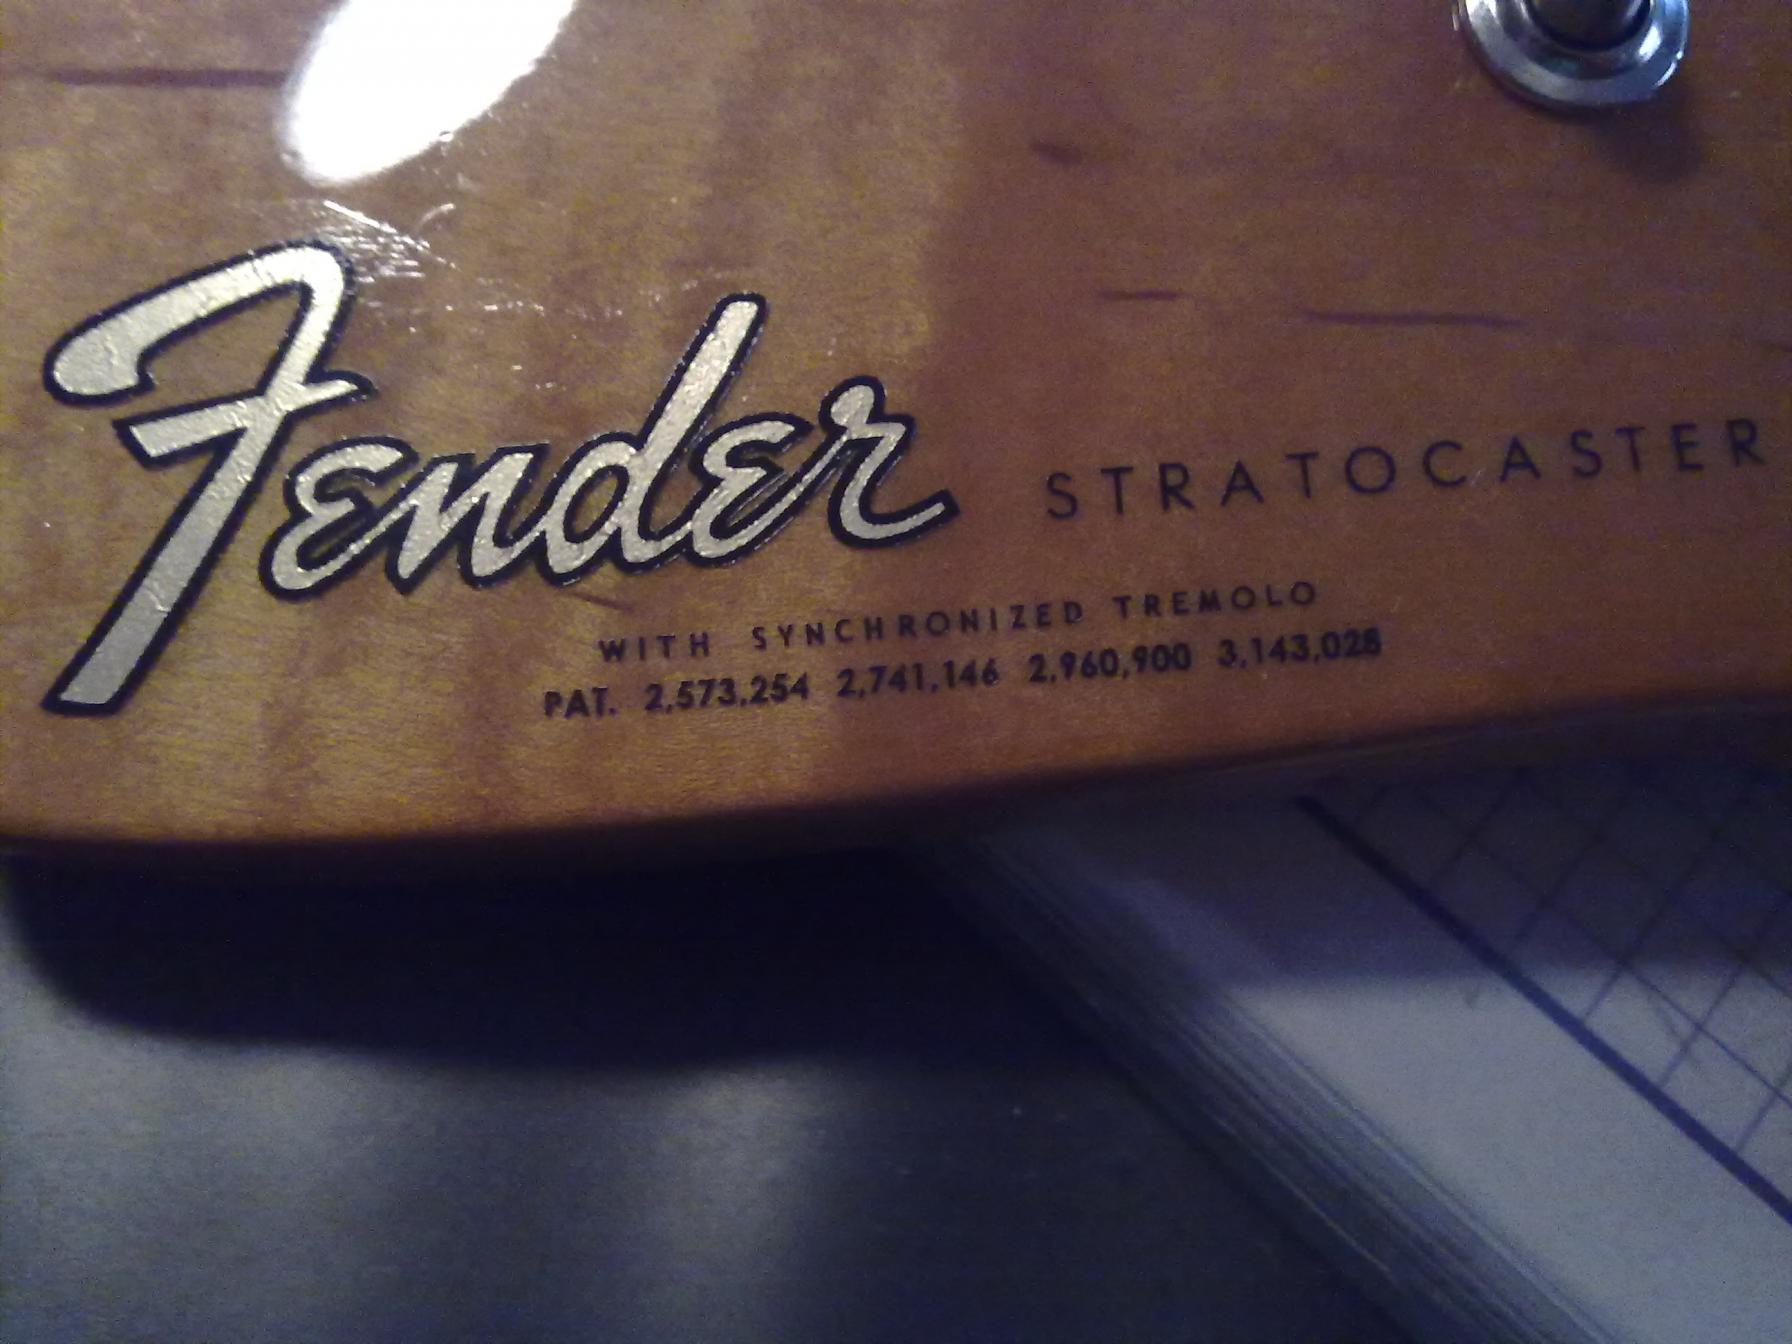 Fender STRATOCASTER
WITH SYNCHRONIZED TREMOLO
PAT. 2,573,254 2,741,146 2,960,900 3,143,028